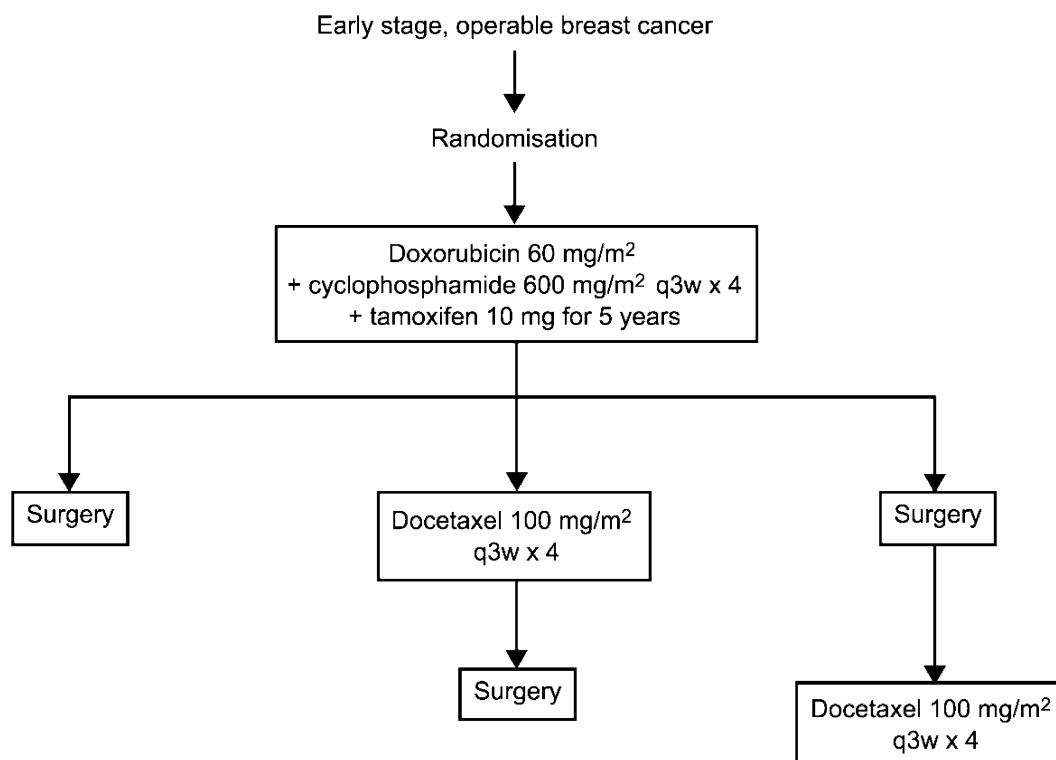 Early stage, operable breast cancer
Randomisation
Doxorubicin 60 mg/m²
+ cyclophosphamide 600 mg/m² q3w x 4
+ tamoxifen 10 mg for 5 years
Surgery
Docetaxel 100 mg/m²
q3w x 4
Surgery
Surgery
Docetaxel 100 mg/m²
q3w x 4